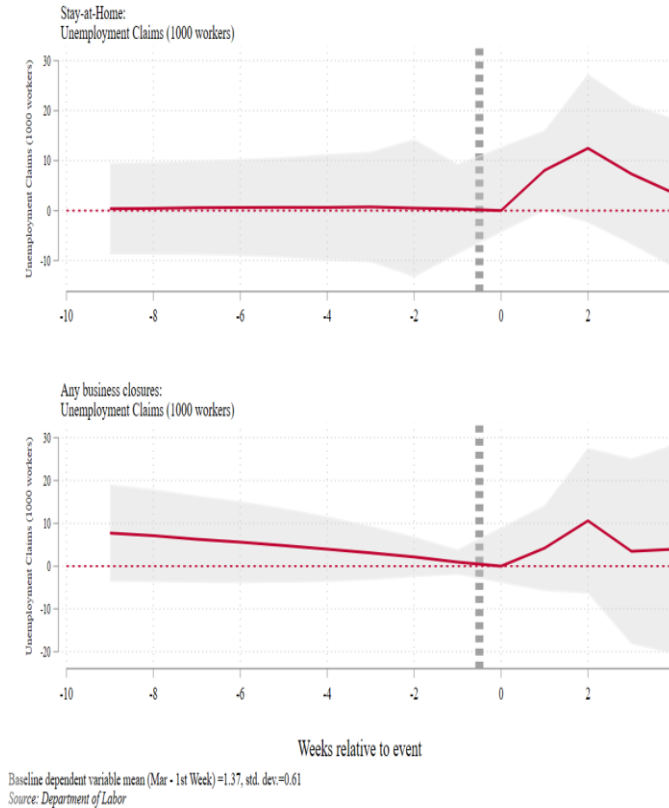 Stay-at-Home:
Unemployment Claims (1000 workers)
Unemployment Claims (1000 workers)
30
20
10
0
-10
-10 -8 -6 -4 -2 0 2
Any business closures:
Unemployment Claims (1000 workers)
Unemployment Claims (1000 workers)
30
20
10
0
-10
-20
-10 -8 -6 -4 -2 0 2
Weeks relative to event
Baseline dependent variable mean (Mar - 1st Week) =1.37, std. dev.=0.61
Source: Department of Labor